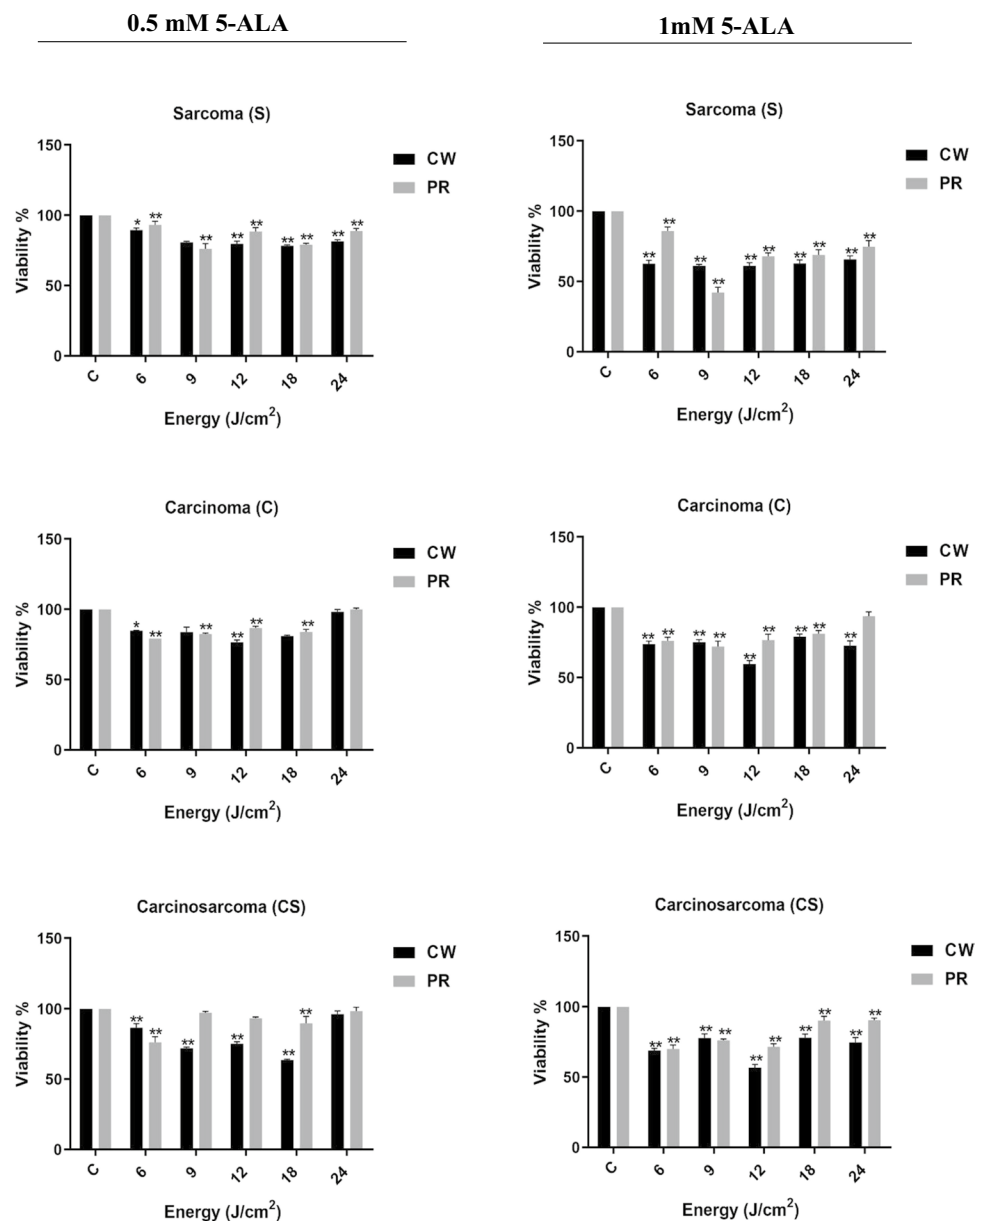 0.5 mM 5-ALA
1mM 5-ALA
Sarcoma (S)
150
100
50
0
Viability %
* ** ** ** ** ** ** ** **
CW
PR
C 6 9 12 18 24
Energy (J/cm²)
Sarcoma (S)
150
100
50
0
Viability %
** ** ** ** ** ** ** ** ** **
CW
PR
C 6 9 12 18 24
Energy (J/cm²)
Carcinoma (C)
150
100
50
0
Viability %
* ** ** ** ** **
CW
PR
C 6 9 12 18 24
Energy (J/cm²)
Carcinoma (C)
150
100
50
0
Viability %
** ** ** ** ** ** ** ** **
CW
PR
C 6 9 12 18 24
Energy (J/cm²)
Carcinosarcoma (CS)
150
100
50
0
Viability %
** ** ** ** ** **
CW
PR
C 6 9 12 18 24
Energy (J/cm²)
Carcinosarcoma (CS)
150
100
50
0
Viability %
** ** ** ** ** ** ** ** ** **
CW
PR
C 6 9 12 18 24
Energy (J/cm²)